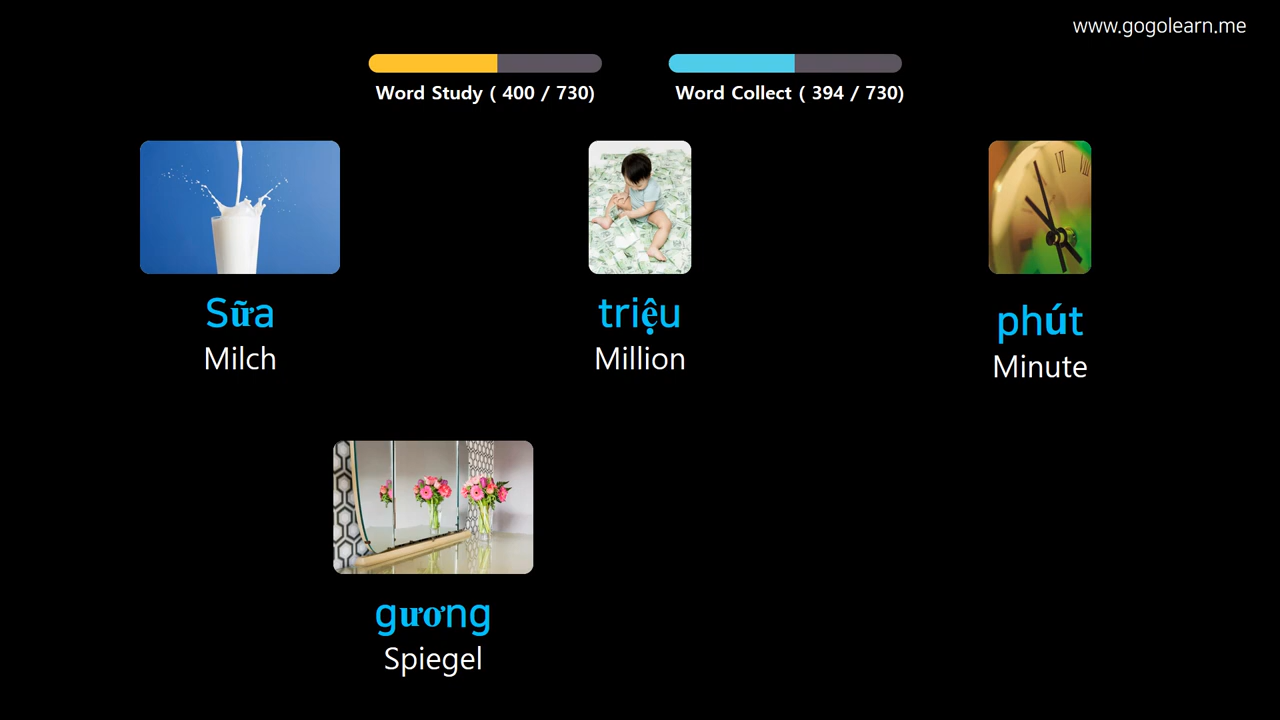 www.gogolearn.me
Word Study ( 400 / 730)
Word Collect ( 394 / 730)
Sữa
Milch
triệu
Million
phút
Minute
gương
Spiegel